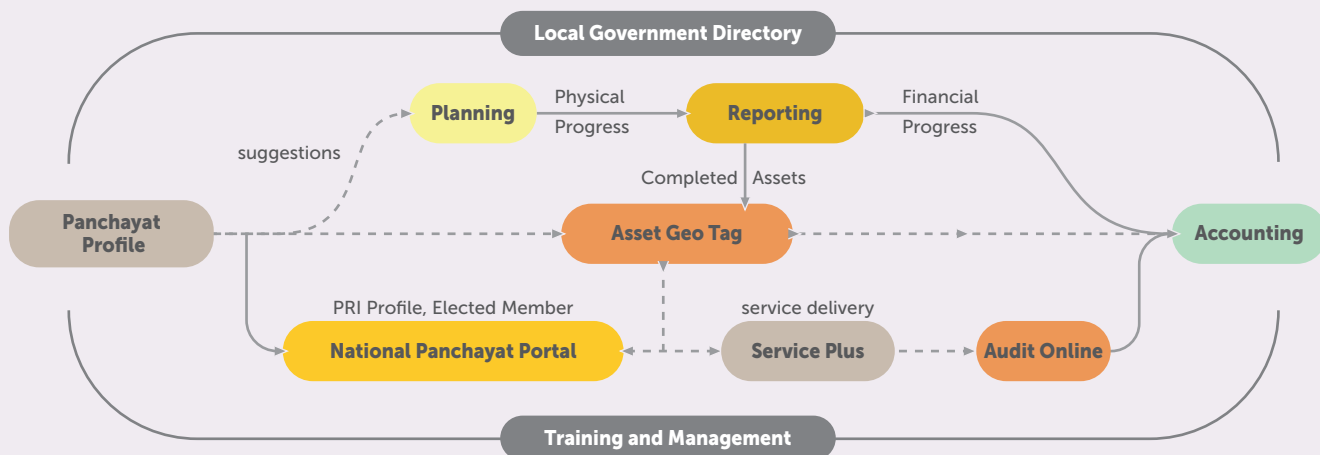 Local Government Directory
Planning
Physical
Progress
Reporting
Financial
Progress
suggestions
Completed Assets
Panchayat
Profile
Asset Geo Tag
Accounting
PRI Profile, Elected Member
service delivery
National Panchayat Portal
Service Plus
Audit Online
Training and Management